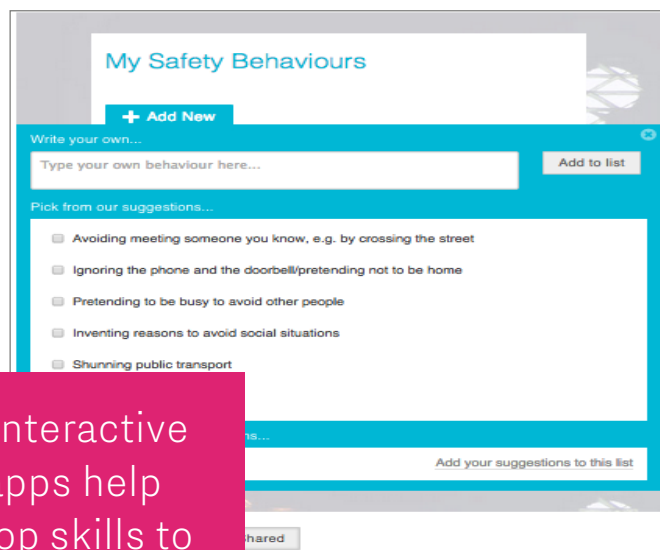 My Safety Behaviours
+ Add New
Write your own...
Type your own behaviour here...
Add to list
Pick from our suggestions...
Avoiding meeting someone you know, e.g. by crossing the street
Ignoring the phone and the doorbell/pretending not to be home
Pretending to be busy to avoid other people
Inventing reasons to avoid social situations
Shunning public transport
Add your suggestions to this list
nteractive
apps help
op skills to